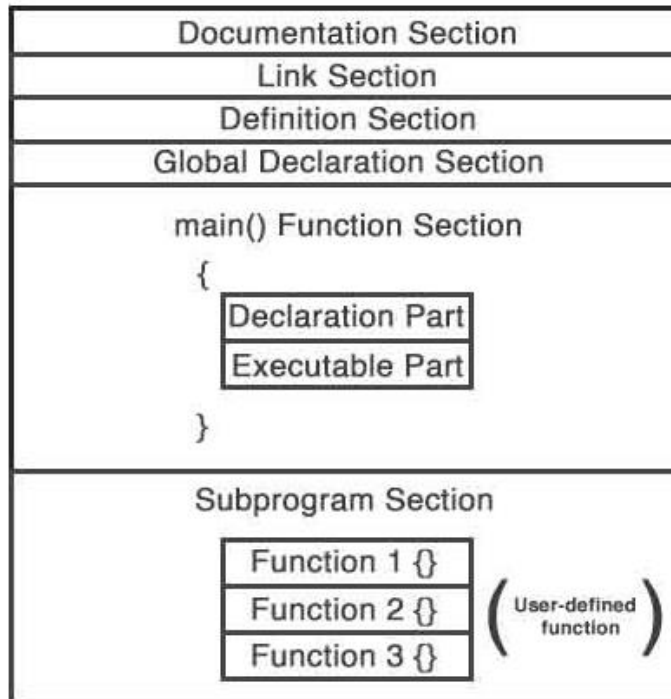 Documentation Section
Link Section
Definition Section
Global Declaration Section
main() Function Section
{
Declaration Part
Executable Part
}
Subprogram Section
Function 1 {}
Function 2 {}
Function 3 {}
(User-defined
function)